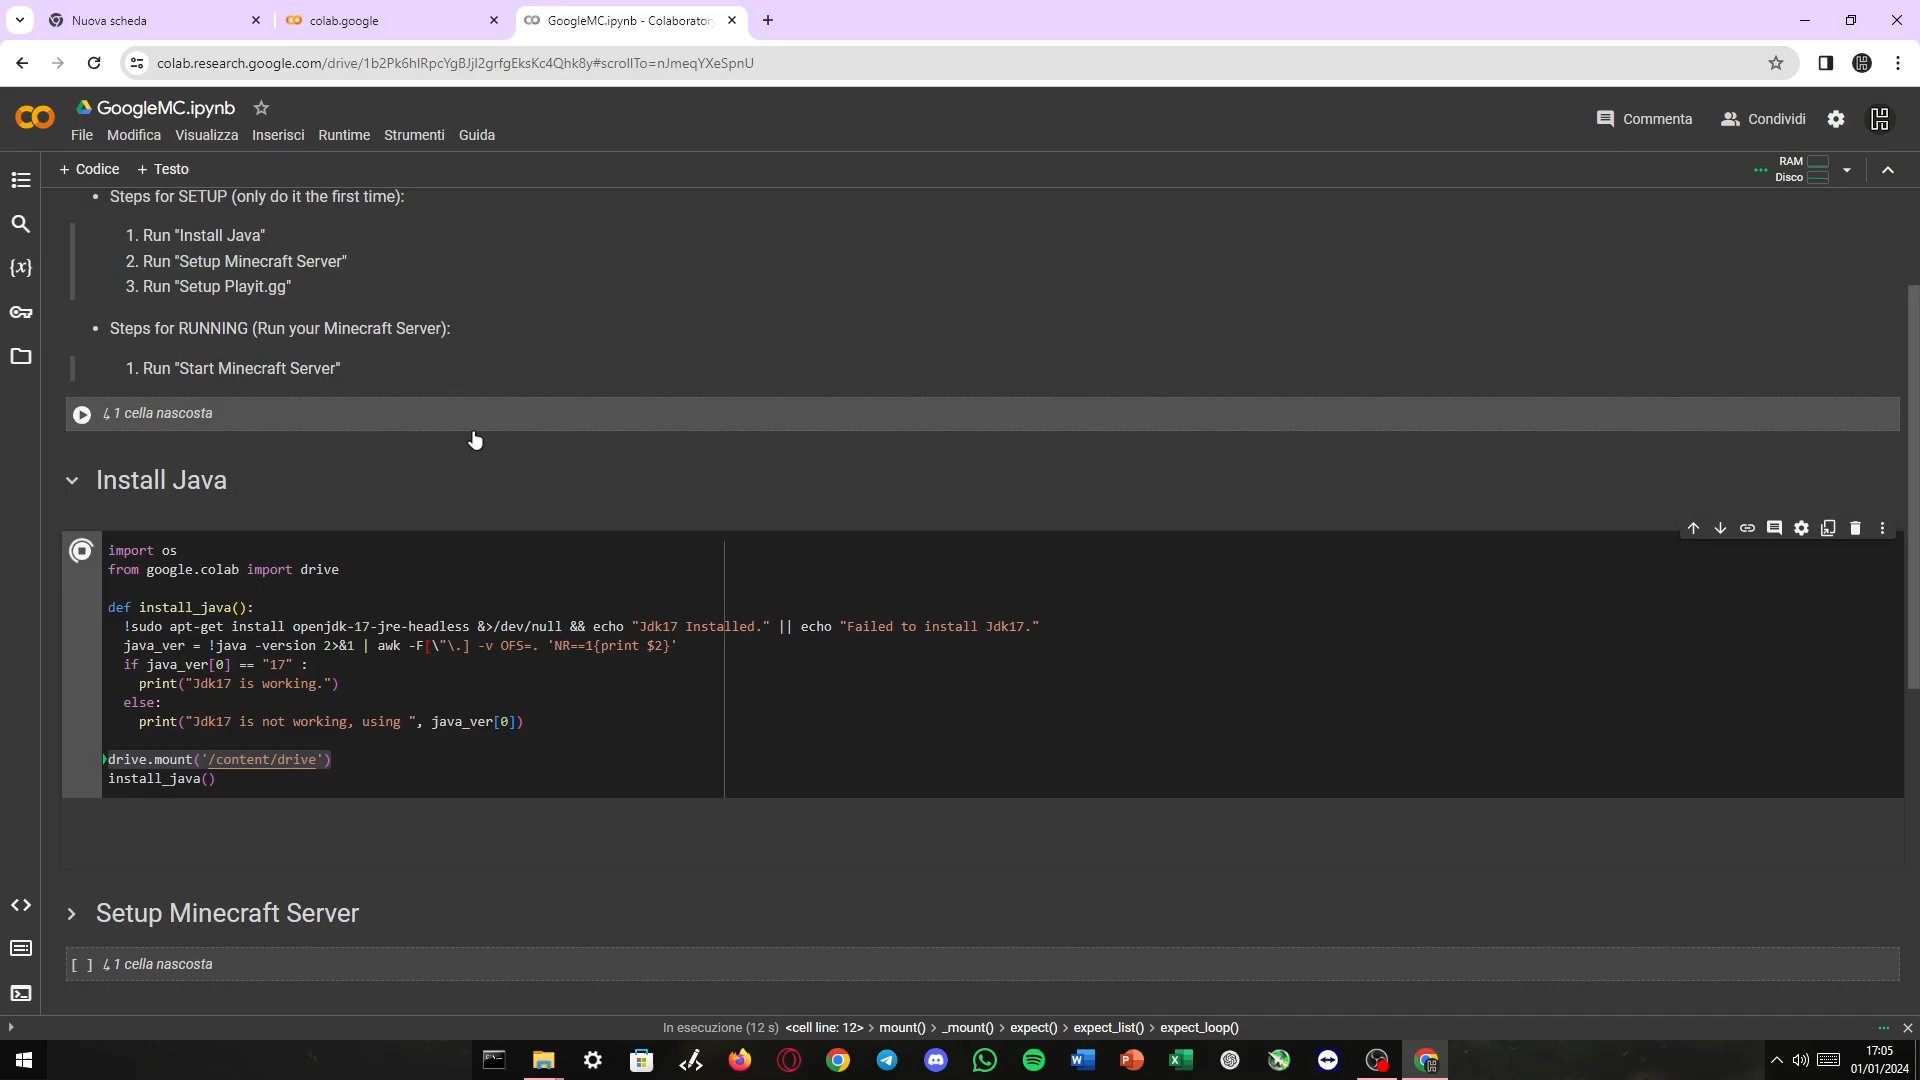 Nuova scheda
colab.google
GoogleMC.ipynb - Colaborator
colab.research.google.com/drive/1b2Pk6hlRpcYgBJjl2grfgEksKc4Qhk8y#scrollTo=nJmeqYXeSpnU
GoogleMC.ipynb
File Modifica Visualizza Inserisci Runtime Strumenti Guida
Commenta
Condividi
+ Codice + Testo
RAM
Disco
• Steps for SETUP (only do it the first time):
1. Run "Install Java"
2. Run "Setup Minecraft Server"
3. Run "Setup Playit.gg"
• Steps for RUNNING (Run your Minecraft Server):
1. Run "Start Minecraft Server"
↳ 1 cella nascosta
Install Java
import os
from google.colab import drive
def install_java():
!sudo apt-get install openjdk-17-jre-headless &>/dev/null && echo "Jdk17 Installed." || echo "Failed to install Jdk17."
java_ver = !java -version 2>&1 | awk -F[\"\.] -v OFS=. 'NR==1{print $2}'
if java_ver[0] == "17" :
print("Jdk17 is working.")
else:
print("Jdk17 is not working, using ", java_ver[0])
drive.mount('/content/drive')
install_java()
Setup Minecraft Server
[ ] ↳ 1 cella nascosta
In esecuzione (12 s) <cell line: 12> > mount() > _mount() > expect() > expect_list() > expect_loop()
17:05
01/01/2024